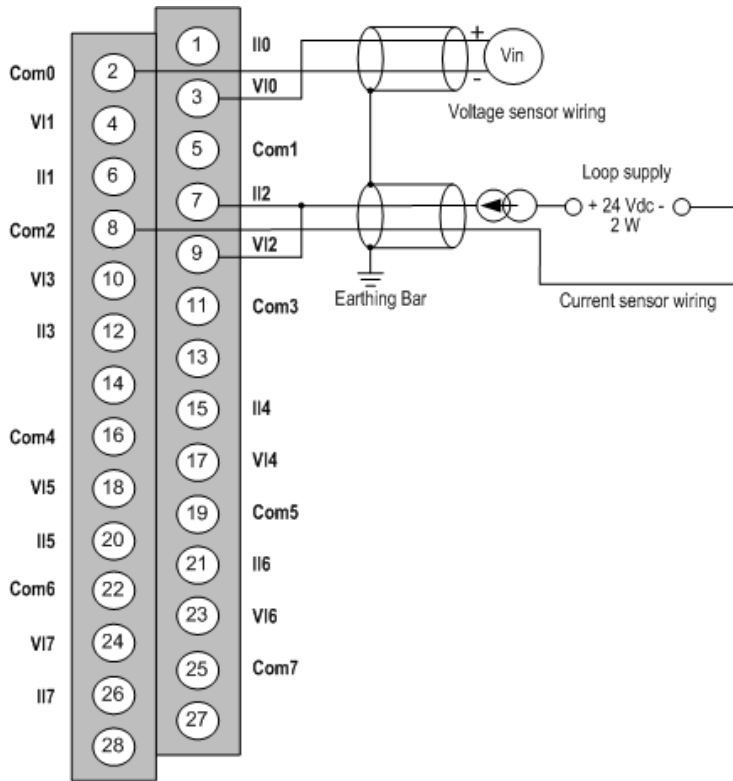 1 II0
Com0 2
3 VI0
VI1 4
5 Com1
II1 6
7 II2
Com2 8
9 VI2
VI3 10
11 Com3
II3 12
13
14
15 II4
Com4 16
17 VI4
VI5 18
19 Com5
II5 20
21 II6
Com6 22
23 VI6
VI7 24
25 Com7
II7 26
27
28
+
Vin
-
Voltage sensor wiring
Loop supply
+ 24 Vdc -
2 W
Earthing Bar
Current sensor wiring